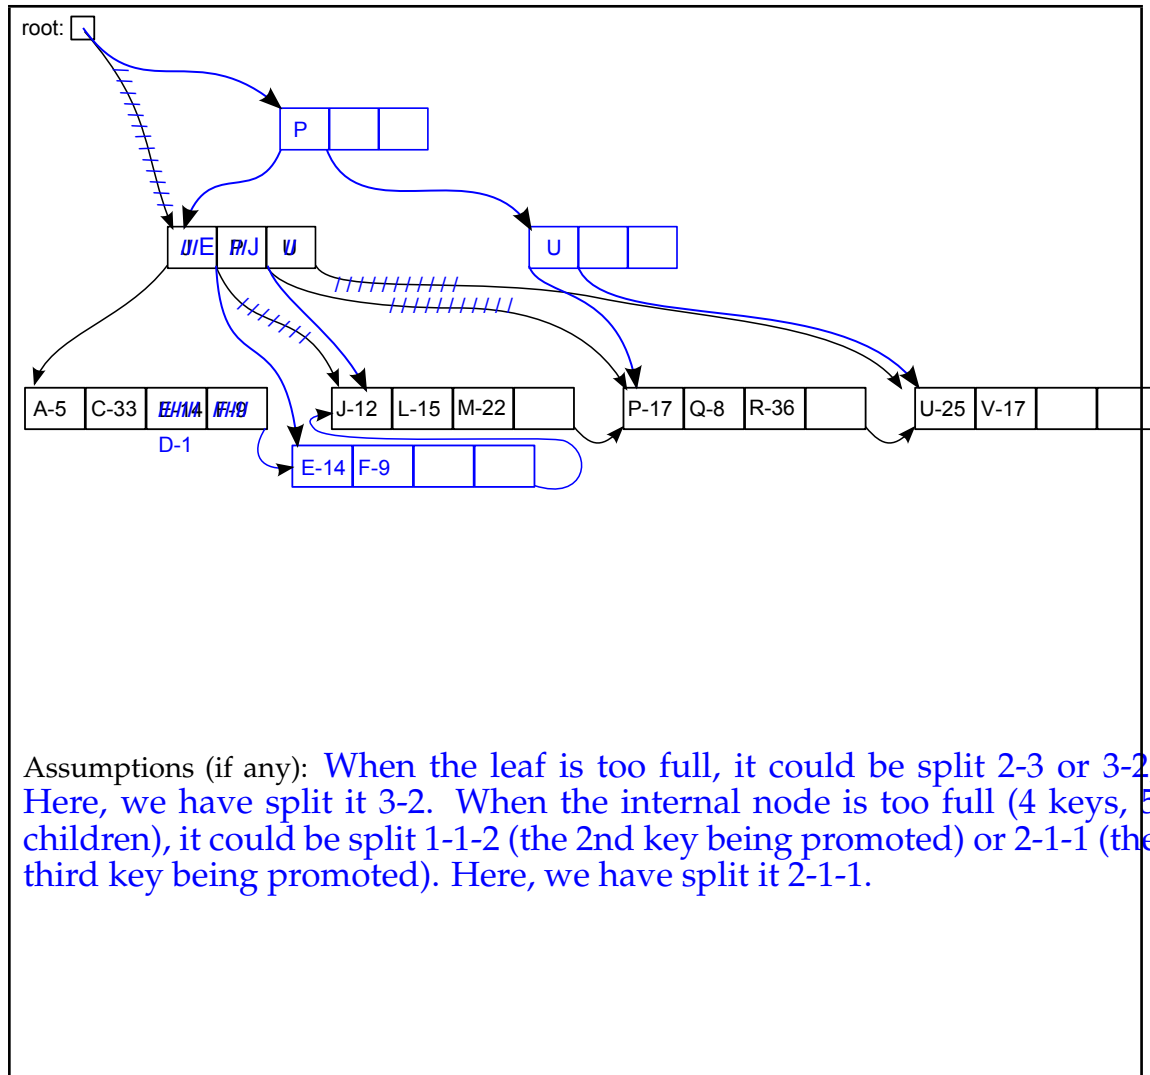 root:
P
J/E P/J U
U
A-5 C-33 E-14 F-9
D-1
J-12 L-15 M-22
P-17 Q-8 R-36
U-25 V-17
E-14 F-9
Assumptions (if any): When the leaf is too full, it could be split 2-3 or 3-2
Here, we have split it 3-2. When the internal node is too full (4 keys, 5
children), it could be split 1-1-2 (the 2nd key being promoted) or 2-1-1 (the
third key being promoted). Here, we have split it 2-1-1.